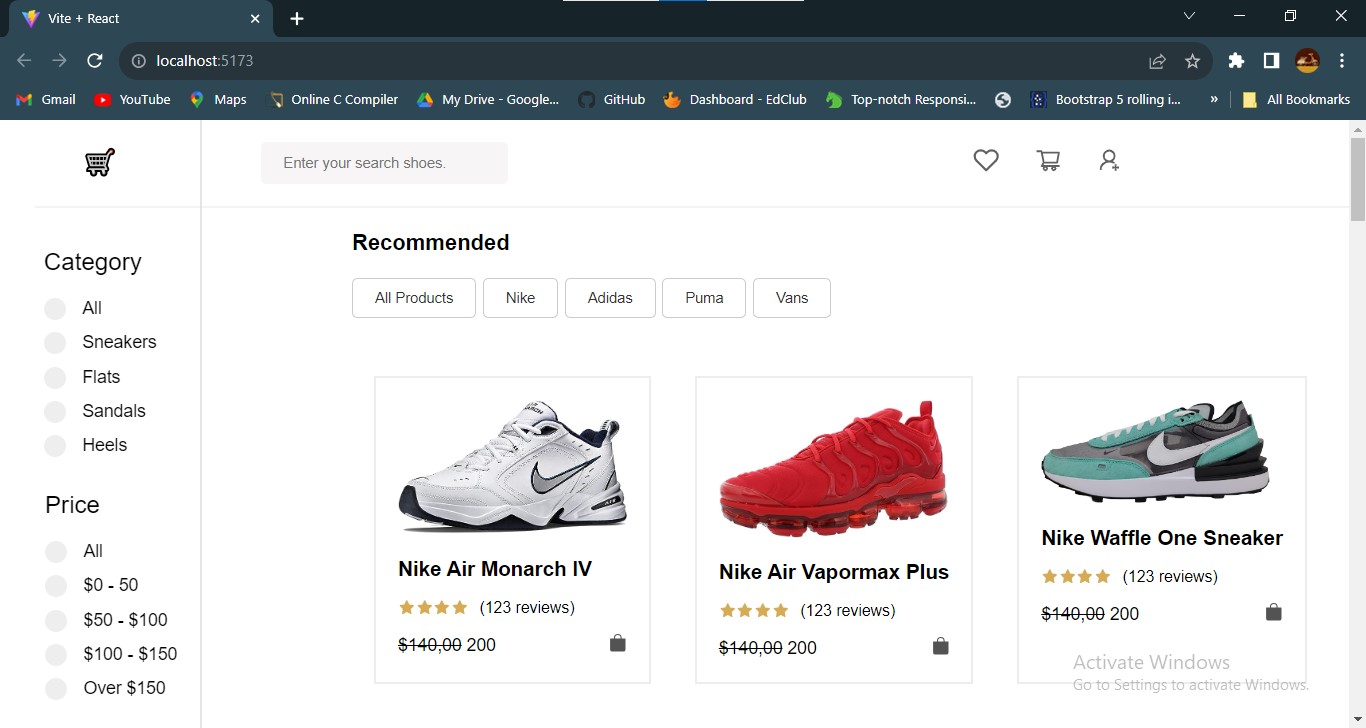 Vite + React
localhost:5173
Gmail
YouTube
Maps
Online C Compiler
My Drive - Google...
GitHub
Dashboard - EdClub
Top-notch Responsi...
Bootstrap 5 rolling i...
»
All Bookmarks
Enter your search shoes.
Category
All
Sneakers
Flats
Sandals
Heels
Price
All
$0 - 50
$50 - $100
$100 - $150
Over $150
Recommended
All Products
Nike
Adidas
Puma
Vans
Nike Air Monarch IV
(123 reviews)
$140,00 200
Nike Air Vapormax Plus
(123 reviews)
$140,00 200
Nike Waffle One Sneaker
(123 reviews)
$140,00 200
Activate Windows
Go to Settings to activate Windows.